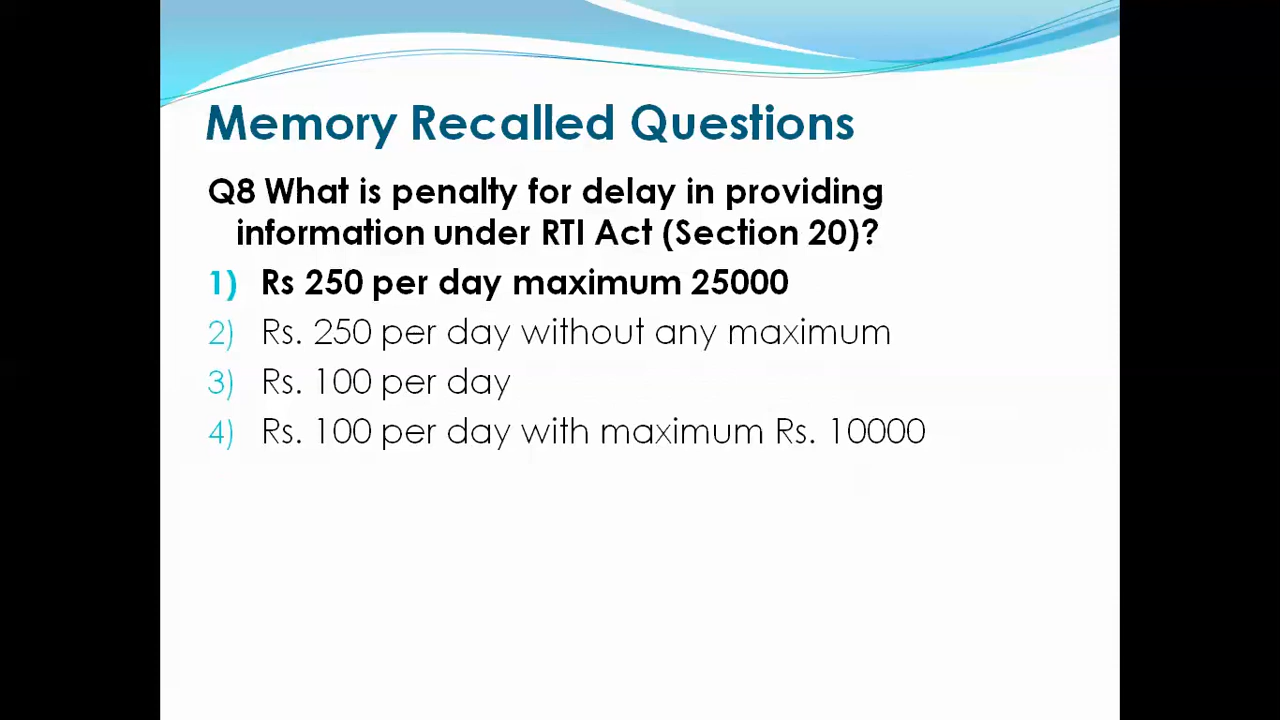 Memory Recalled Questions
Q8 What is penalty for delay in providing
information under RTI Act (Section 20)?
1) Rs 250 per day maximum 25000
2) Rs. 250 per day without any maximum
3) Rs. 100 per day
4) Rs. 100 per day with maximum Rs. 10000